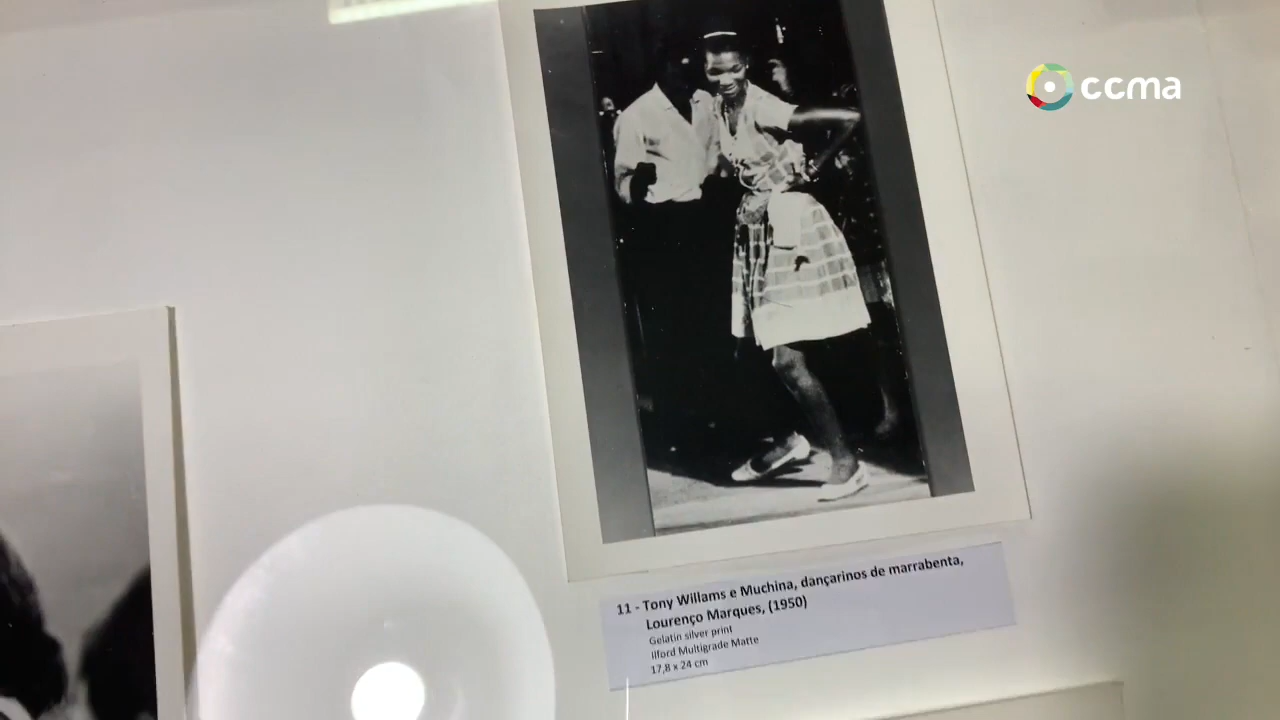 ccma
11 - Tony Willams e Muchina, dançarinos de marrabenta,
Lourenço Marques, (1950)
Gelatin silver print
Ilford Multigrade Matte
17,8 x 24 cm